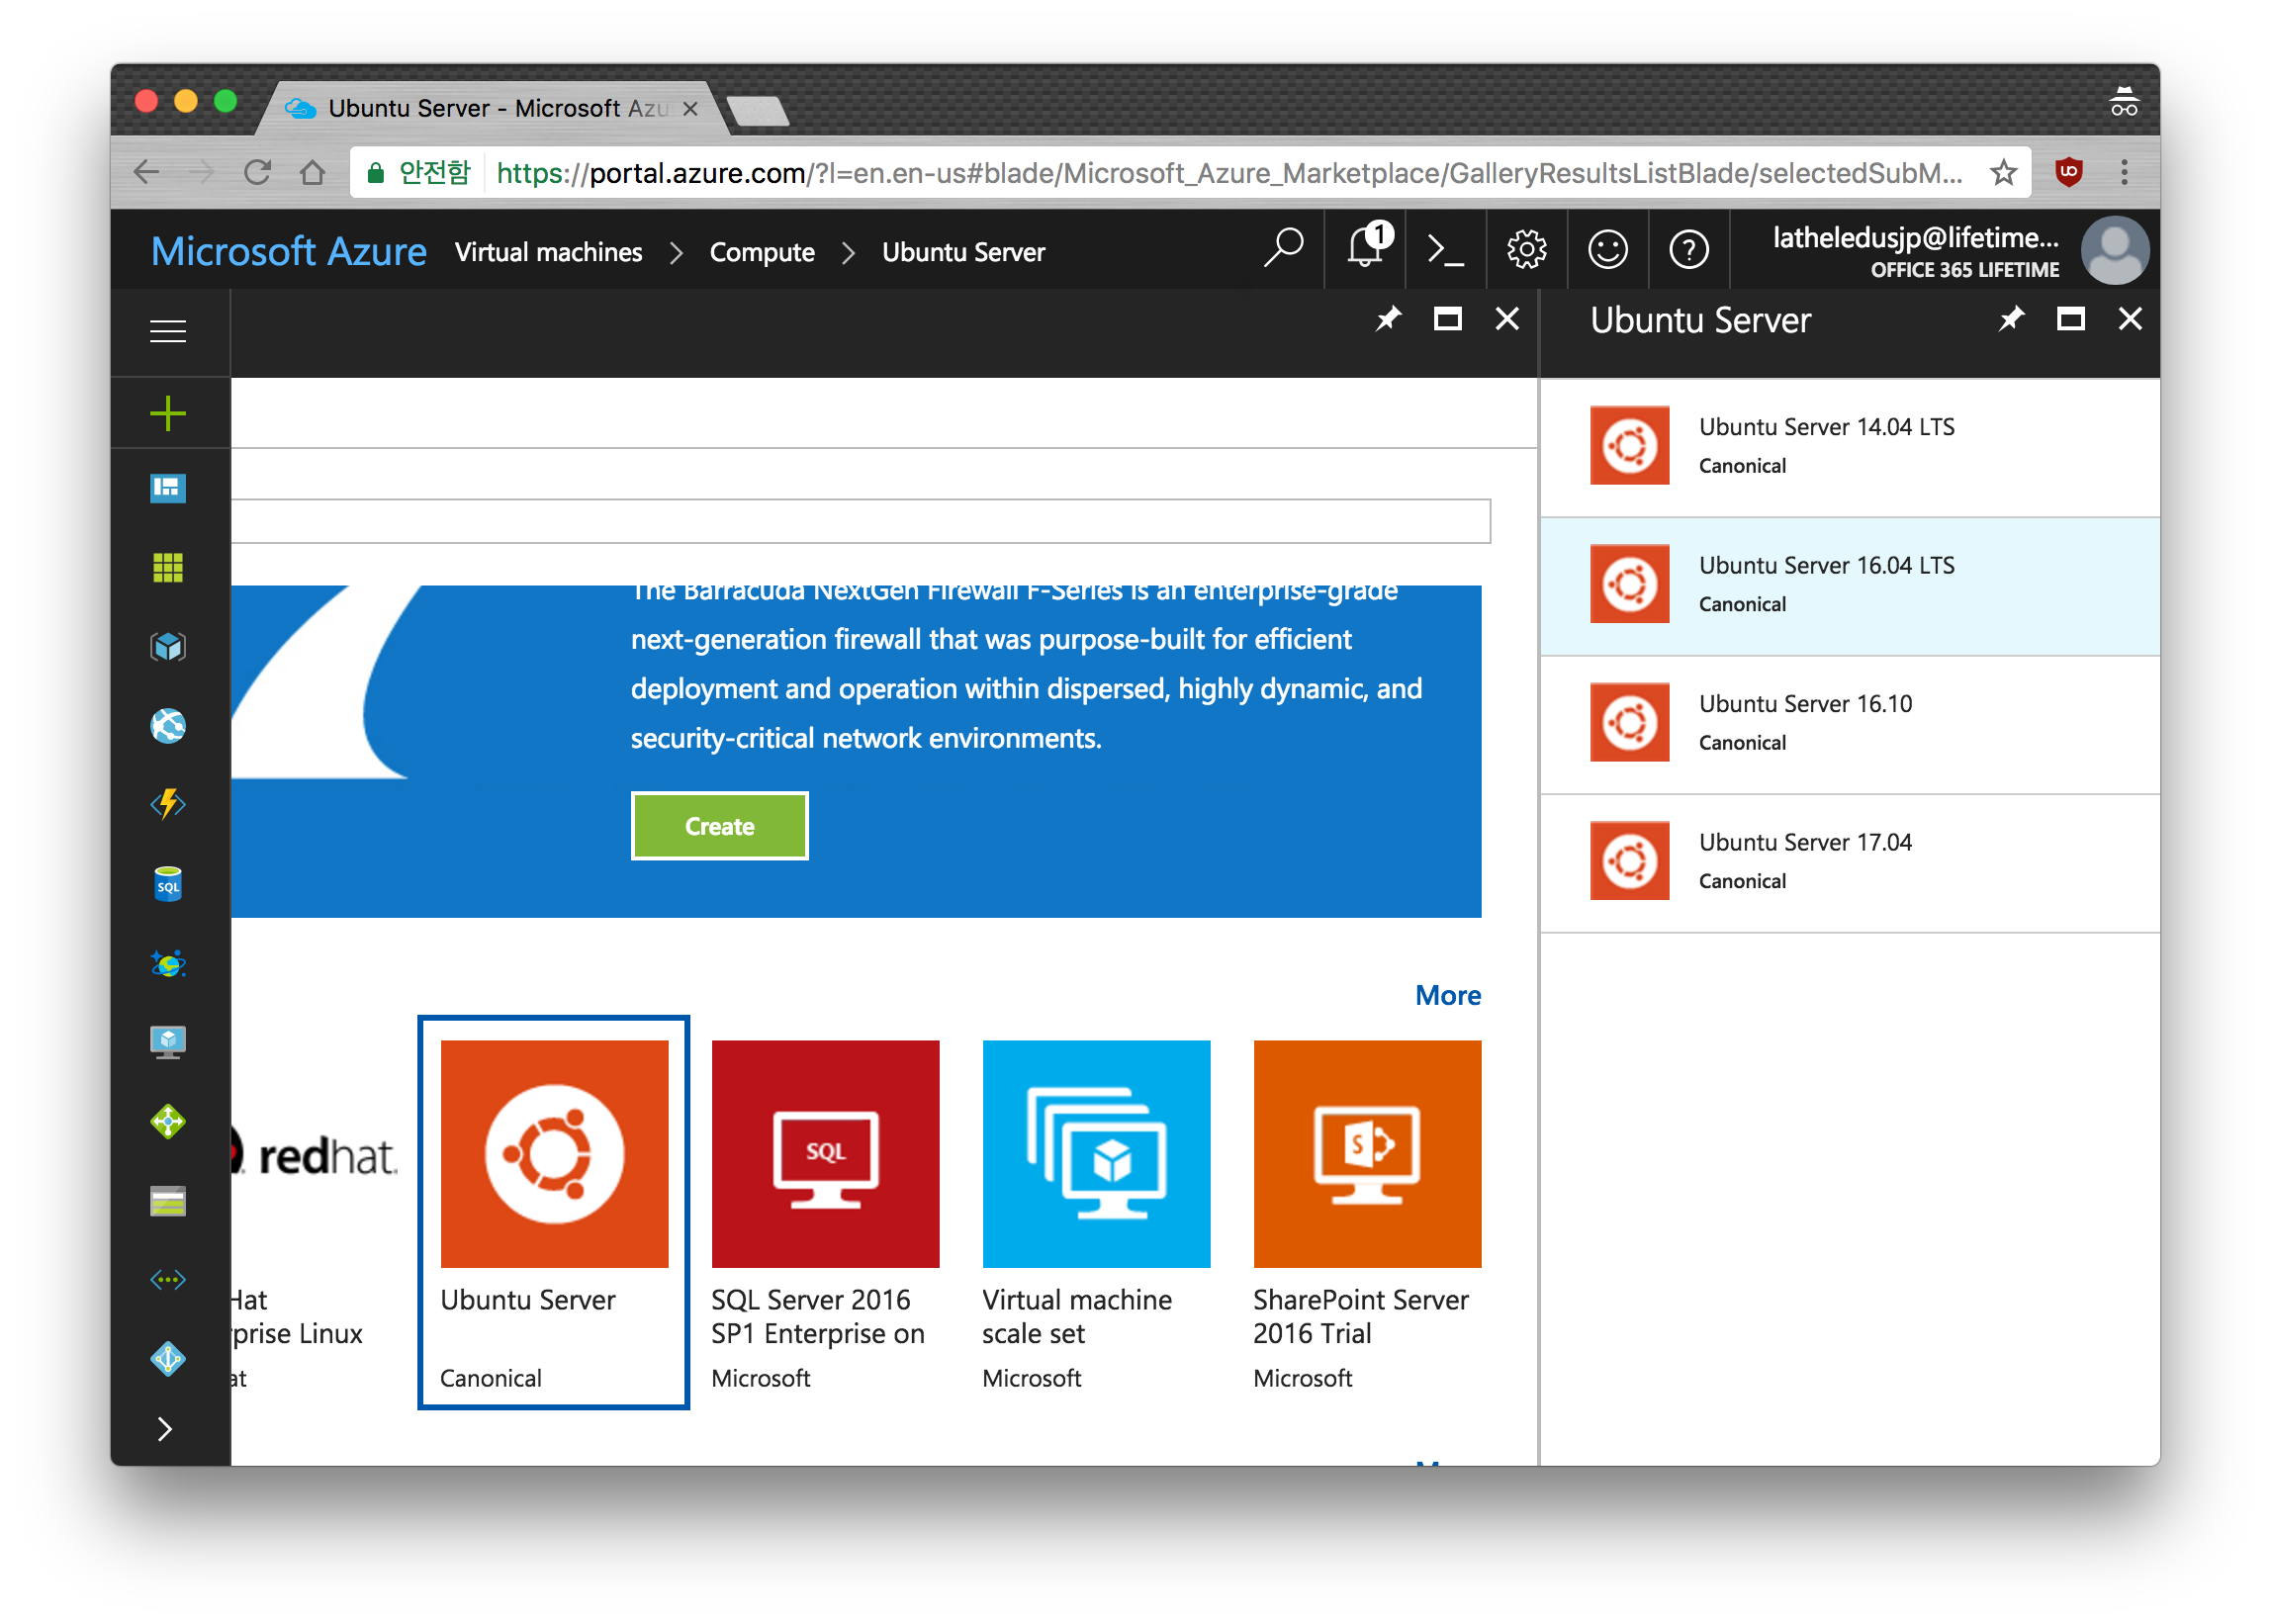 Ubuntu Server - Microsoft Azu
안전함 https://portal.azure.com/?l=en.en-us#blade/Microsoft_Azure_Marketplace/GalleryResultsListBlade/selectedSubM...
Microsoft Azure Virtual machines > Compute > Ubuntu Server
1
latheledusjp@lifetime...
OFFICE 365 LIFETIME
The Barracuda NextGen Firewall F-Series is an enterprise-grade
next-generation firewall that was purpose-built for efficient
deployment and operation within dispersed, highly dynamic, and
security-critical network environments.
Create
More
redhat.
Hat
prise Linux
at
Ubuntu Server
Canonical
SQL
SQL Server 2016
SP1 Enterprise on
Microsoft
Virtual machine
scale set
Microsoft
S
SharePoint Server
2016 Trial
Microsoft
SQL
Ubuntu Server
Ubuntu Server 14.04 LTS
Canonical
Ubuntu Server 16.04 LTS
Canonical
Ubuntu Server 16.10
Canonical
Ubuntu Server 17.04
Canonical